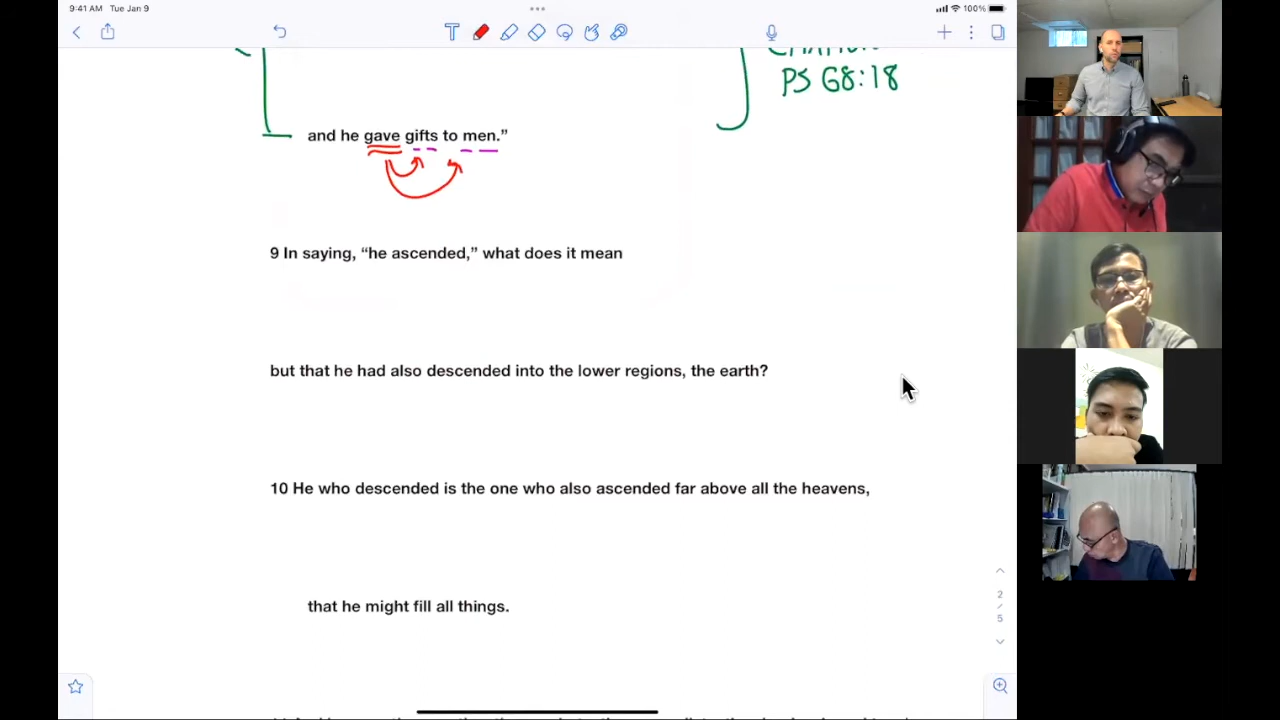 9:41 AM Tue Jan 9
100%
PS 68:18
and he gave gifts to men.”
9 In saying, “he ascended,” what does it mean
but that he had also descended into the lower regions, the earth?
10 He who descended is the one who also ascended far above all the heavens,
that he might fill all things.
2
/
5